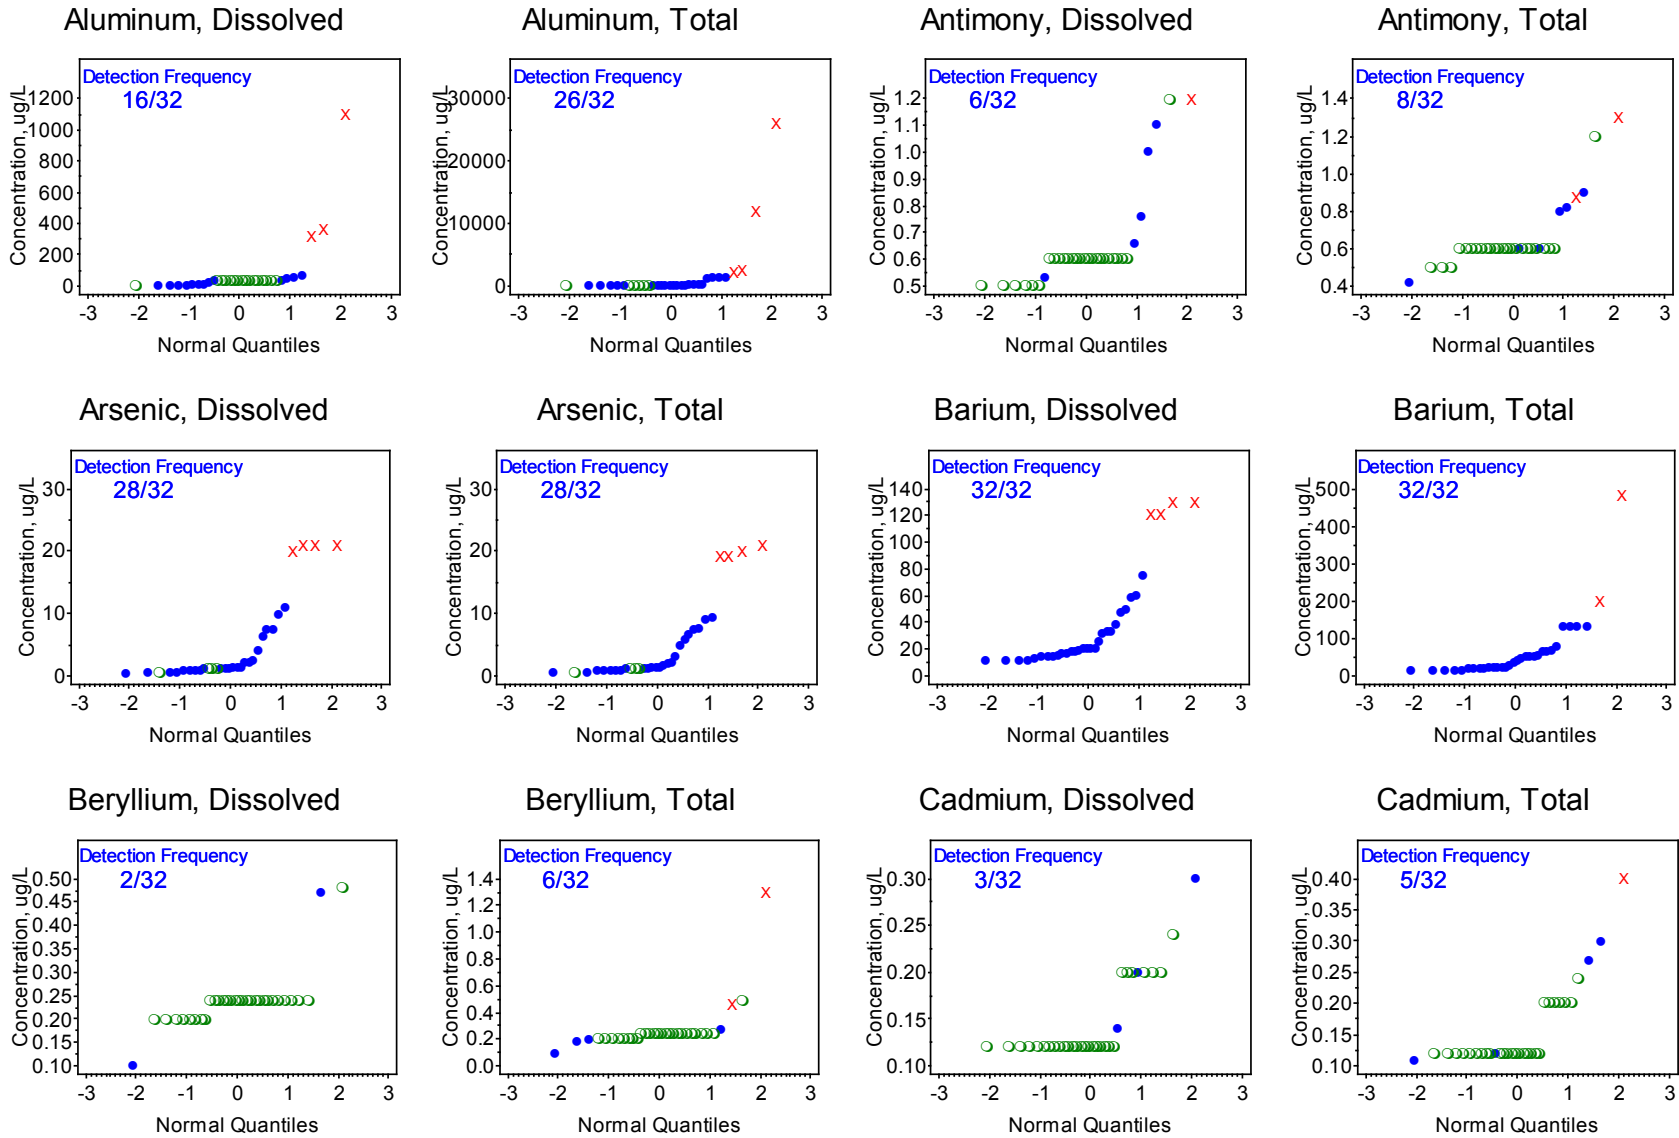 Aluminum, Dissolved
Detection Frequency
16/32
Concentration, ug/L
1200
1000
800
600
400
200
0
-3 -2 -1 0 1 2 3
Normal Quantiles
Aluminum, Total
Detection Frequency
26/32
Concentration, ug/L
30000
20000
10000
0
-3 -2 -1 0 1 2 3
Normal Quantiles
Antimony, Dissolved
Detection Frequency
6/32
Concentration, ug/L
1.2
1.1
1.0
0.9
0.8
0.7
0.6
0.5
-3 -2 -1 0 1 2 3
Normal Quantiles
Antimony, Total
Detection Frequency
8/32
Concentration, ug/L
1.4
1.2
1.0
0.8
0.6
0.4
-3 -2 -1 0 1 2 3
Normal Quantiles
Arsenic, Dissolved
Detection Frequency
28/32
Concentration, ug/L
30
20
10
0
-3 -2 -1 0 1 2 3
Normal Quantiles
Arsenic, Total
Detection Frequency
28/32
Concentration, ug/L
30
20
10
0
-3 -2 -1 0 1 2 3
Normal Quantiles
Barium, Dissolved
Detection Frequency
32/32
Concentration, ug/L
140
120
100
80
60
40
20
0
-3 -2 -1 0 1 2 3
Normal Quantiles
Barium, Total
Detection Frequency
32/32
Concentration, ug/L
500
400
300
200
100
0
-3 -2 -1 0 1 2 3
Normal Quantiles
Beryllium, Dissolved
Detection Frequency
2/32
Concentration, ug/L
0.50
0.45
0.40
0.35
0.30
0.25
0.20
0.15
0.10
-3 -2 -1 0 1 2 3
Normal Quantiles
Beryllium, Total
Detection Frequency
6/32
Concentration, ug/L
1.4
1.2
1.0
0.8
0.6
0.4
0.2
0.0
-3 -2 -1 0 1 2 3
Normal Quantiles
Cadmium, Dissolved
Detection Frequency
3/32
Concentration, ug/L
0.30
0.25
0.20
0.15
0.10
-3 -2 -1 0 1 2 3
Normal Quantiles
Cadmium, Total
Detection Frequency
5/32
Concentration, ug/L
0.40
0.35
0.30
0.25
0.20
0.15
0.10
-3 -2 -1 0 1 2 3
Normal Quantiles